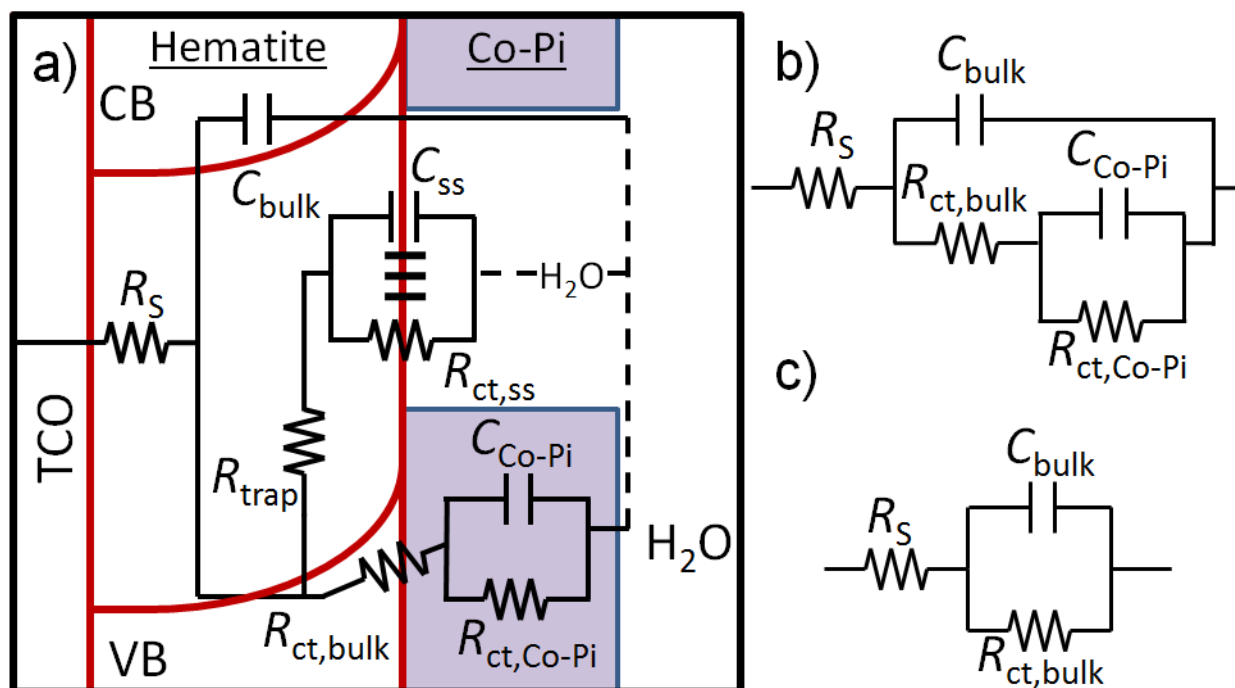 a)
Hematite
Co-Pi
CB
C_bulk
C_ss
R_S
H₂O
R_ct,ss
TCO
R_trap
C_Co-Pi
H₂O
R_ct,bulk
R_ct,Co-Pi
VB
b)
C_bulk
R_S
C_Co-Pi
R_ct,bulk
R_ct,Co-Pi
c)
C_bulk
R_S
R_ct,bulk